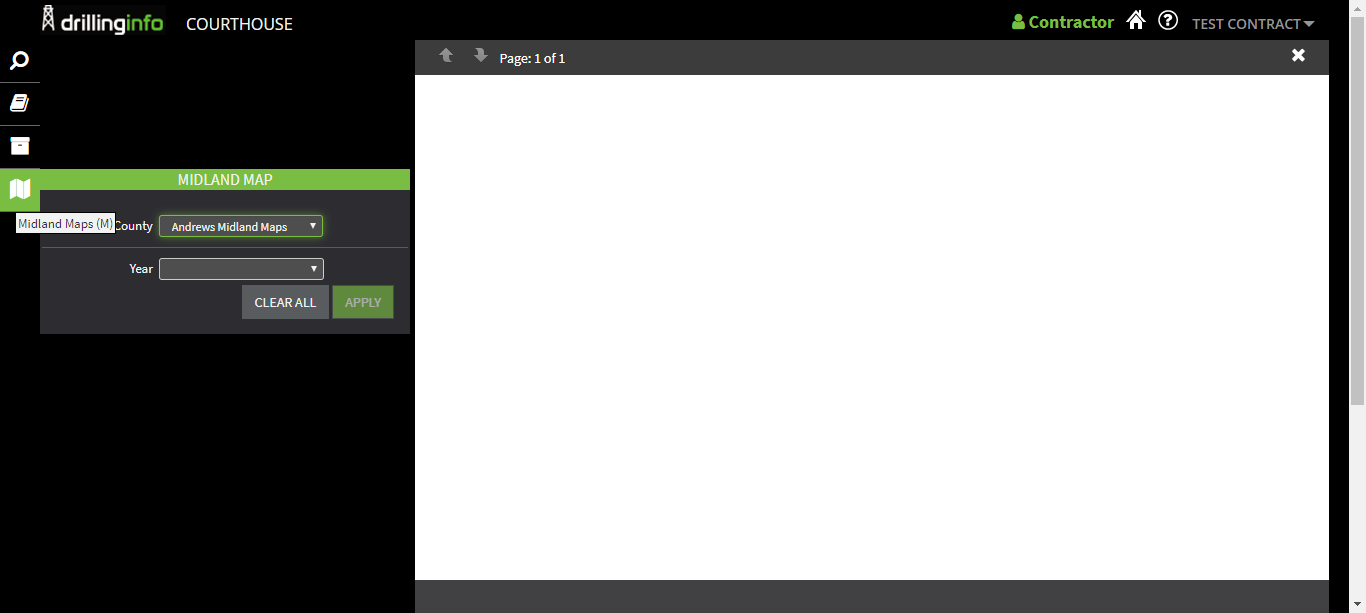 drillinginfo COURTHOUSE
Contractor
TEST CONTRACT
Page: 1 of 1
MIDLAND MAP
Midland Maps (M)
County Andrews Midland Maps
Year
CLEAR ALL APPLY